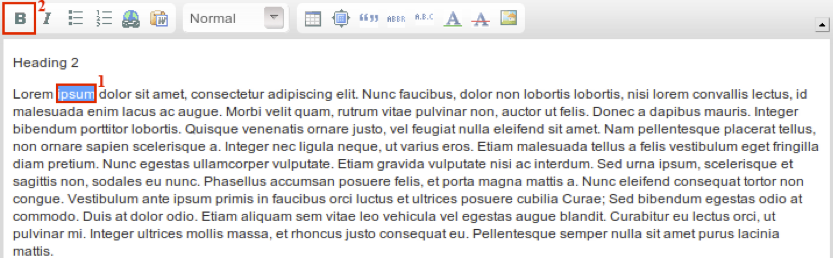 2
B I Normal “”” ABBR A.B.C A A
Heading 2
1
Lorem ipsum dolor sit amet, consectetur adipiscing elit. Nunc faucibus, dolor non lobortis lobortis, nisi lorem convallis lectus, id
malesuada enim lacus ac augue. Morbi velit quam, rutrum vitae pulvinar non, auctor ut felis. Donec a dapibus mauris. Integer
bibendum porttitor lobortis. Quisque venenatis ornare justo, vel feugiat nulla eleifend sit amet. Nam pellentesque placerat tellus,
non ornare sapien scelerisque a. Integer nec ligula neque, ut varius eros. Etiam malesuada tellus a felis vestibulum eget fringilla
diam pretium. Nunc egestas ullamcorper vulputate. Etiam gravida vulputate nisi ac interdum. Sed urna ipsum, scelerisque et
sagittis non, sodales eu nunc. Phasellus accumsan posuere felis, et porta magna mattis a. Nunc eleifend consequat tortor non
congue. Vestibulum ante ipsum primis in faucibus orci luctus et ultrices posuere cubilia Curae; Sed bibendum egestas odio at
commodo. Duis at dolor odio. Etiam aliquam sem vitae leo vehicula vel egestas augue blandit. Curabitur eu lectus orci, ut
pulvinar mi. Integer ultrices mollis massa, et rhoncus justo consequat eu. Pellentesque semper nulla sit amet purus lacinia
mattis.